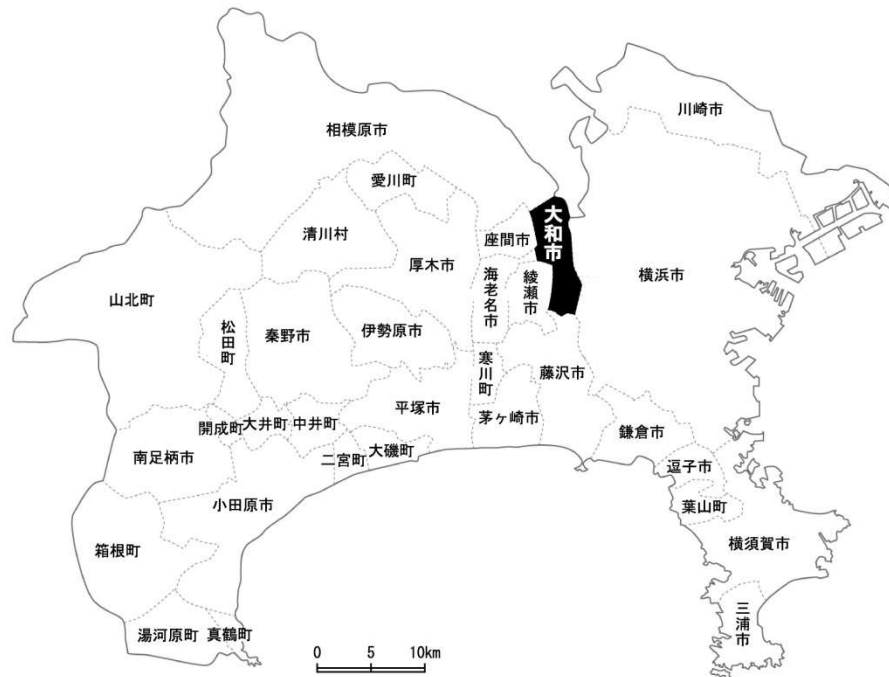 川崎市
相模原市
愛川町
大和市
清川村
座間市
厚木市
横浜市
海老名市
綾瀬市
山北町
松田町
秦野市
伊勢原市
寒川町
藤沢市
平塚市
茅ヶ崎市
開成町
大井町
中井町
鎌倉市
南足柄市
二宮町
大磯町
逗子市
小田原市
葉山町
横須賀市
箱根町
三浦市
湯河原町
真鶴町
0 5 10km